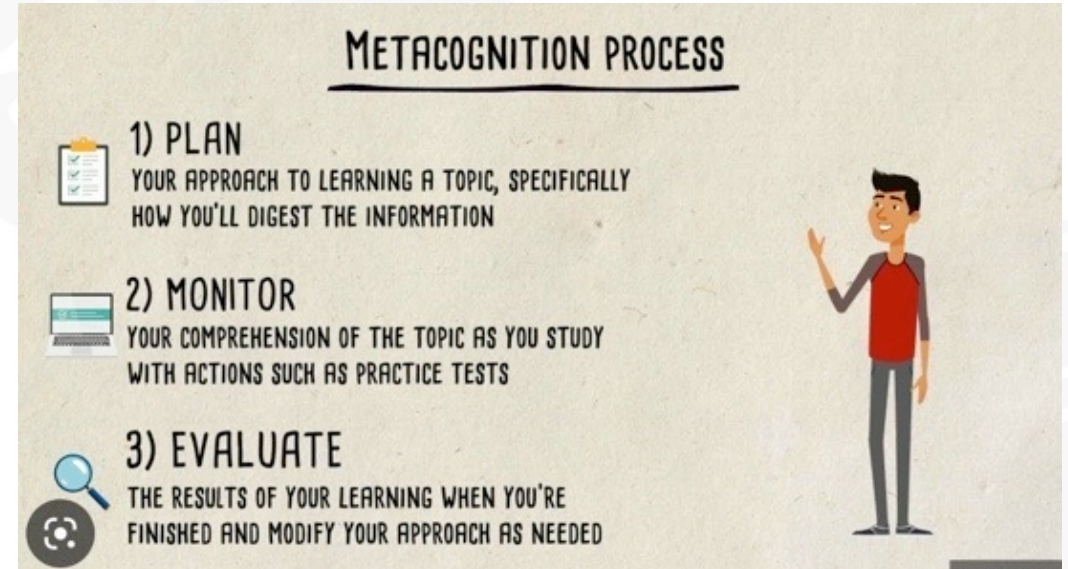 METACOGNITION PROCESS
1) PLAN
YOUR APPROACH TO LEARNING A TOPIC, SPECIFICALLY
HOW YOU'LL DIGEST THE INFORMATION
2) MONITOR
YOUR COMPREHENSION OF THE TOPIC AS YOU STUDY
WITH ACTIONS SUCH AS PRACTICE TESTS
3) EVALUATE
THE RESULTS OF YOUR LEARNING WHEN YOU'RE
FINISHED AND MODIFY YOUR APPROACH AS NEEDED